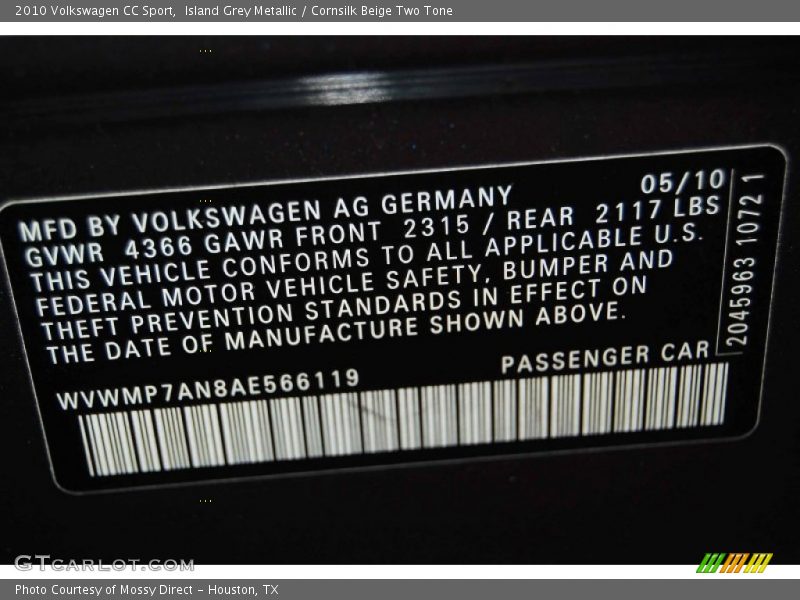 2010 Volkswagen CC Sport,  Island Grey Metallic / Cornsilk Beige Two Tone
MFD BY VOLKSWAGEN AG GERMANY 05/10
GVWR 4366 GAWR FRONT 2315 / REAR 2117 LBS
THIS VEHICLE CONFORMS TO ALL APPLICABLE U.S.
FEDERAL MOTOR VEHICLE SAFETY, BUMPER AND
THEFT PREVENTION STANDARDS IN EFFECT ON
THE DATE OF MANUFACTURE SHOWN ABOVE.
2045963 10721
WVWMP7AN8AE566119 PASSENGER CAR
GTCARLOT.COM
Photo Courtesy of Mossy Direct - Houston, TX